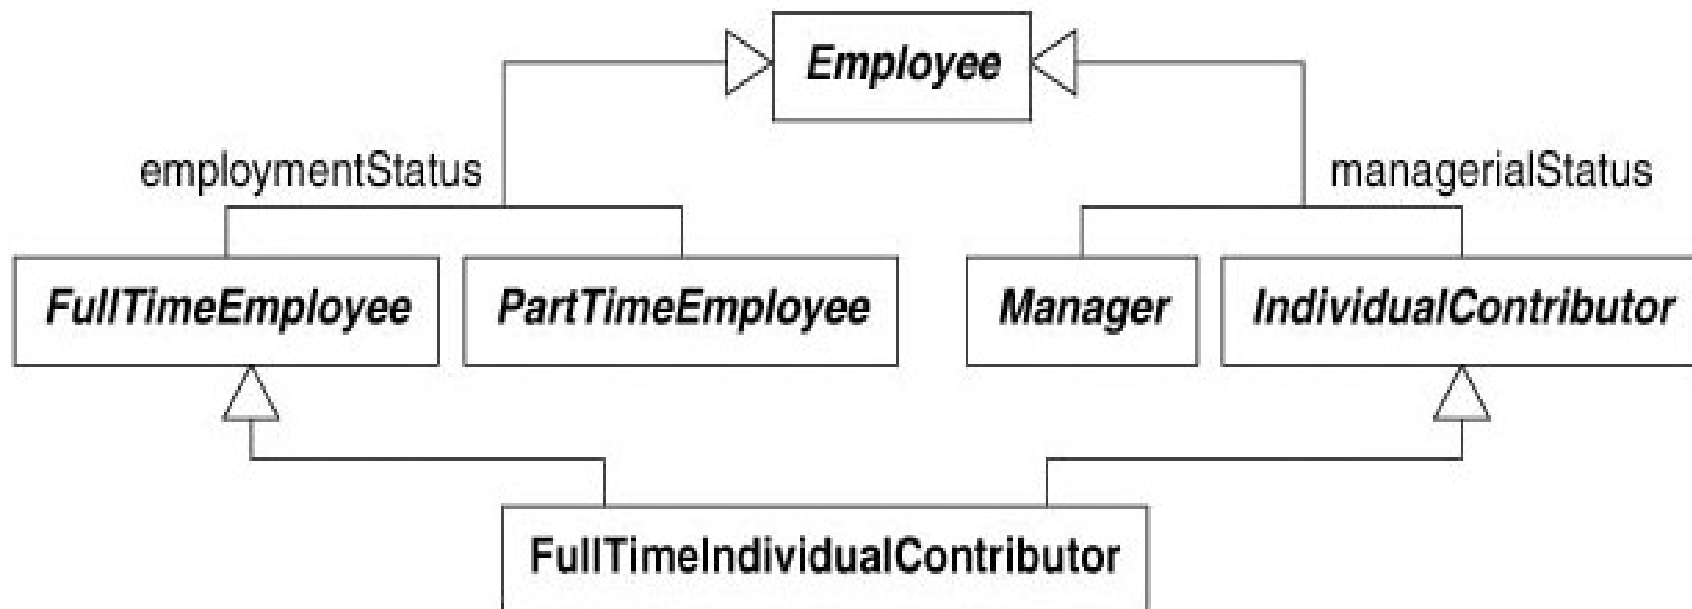 Employee
employmentStatus
managerialStatus
FullTimeEmployee
PartTimeEmployee
Manager
IndividualContributor
FullTimeIndividualContributor